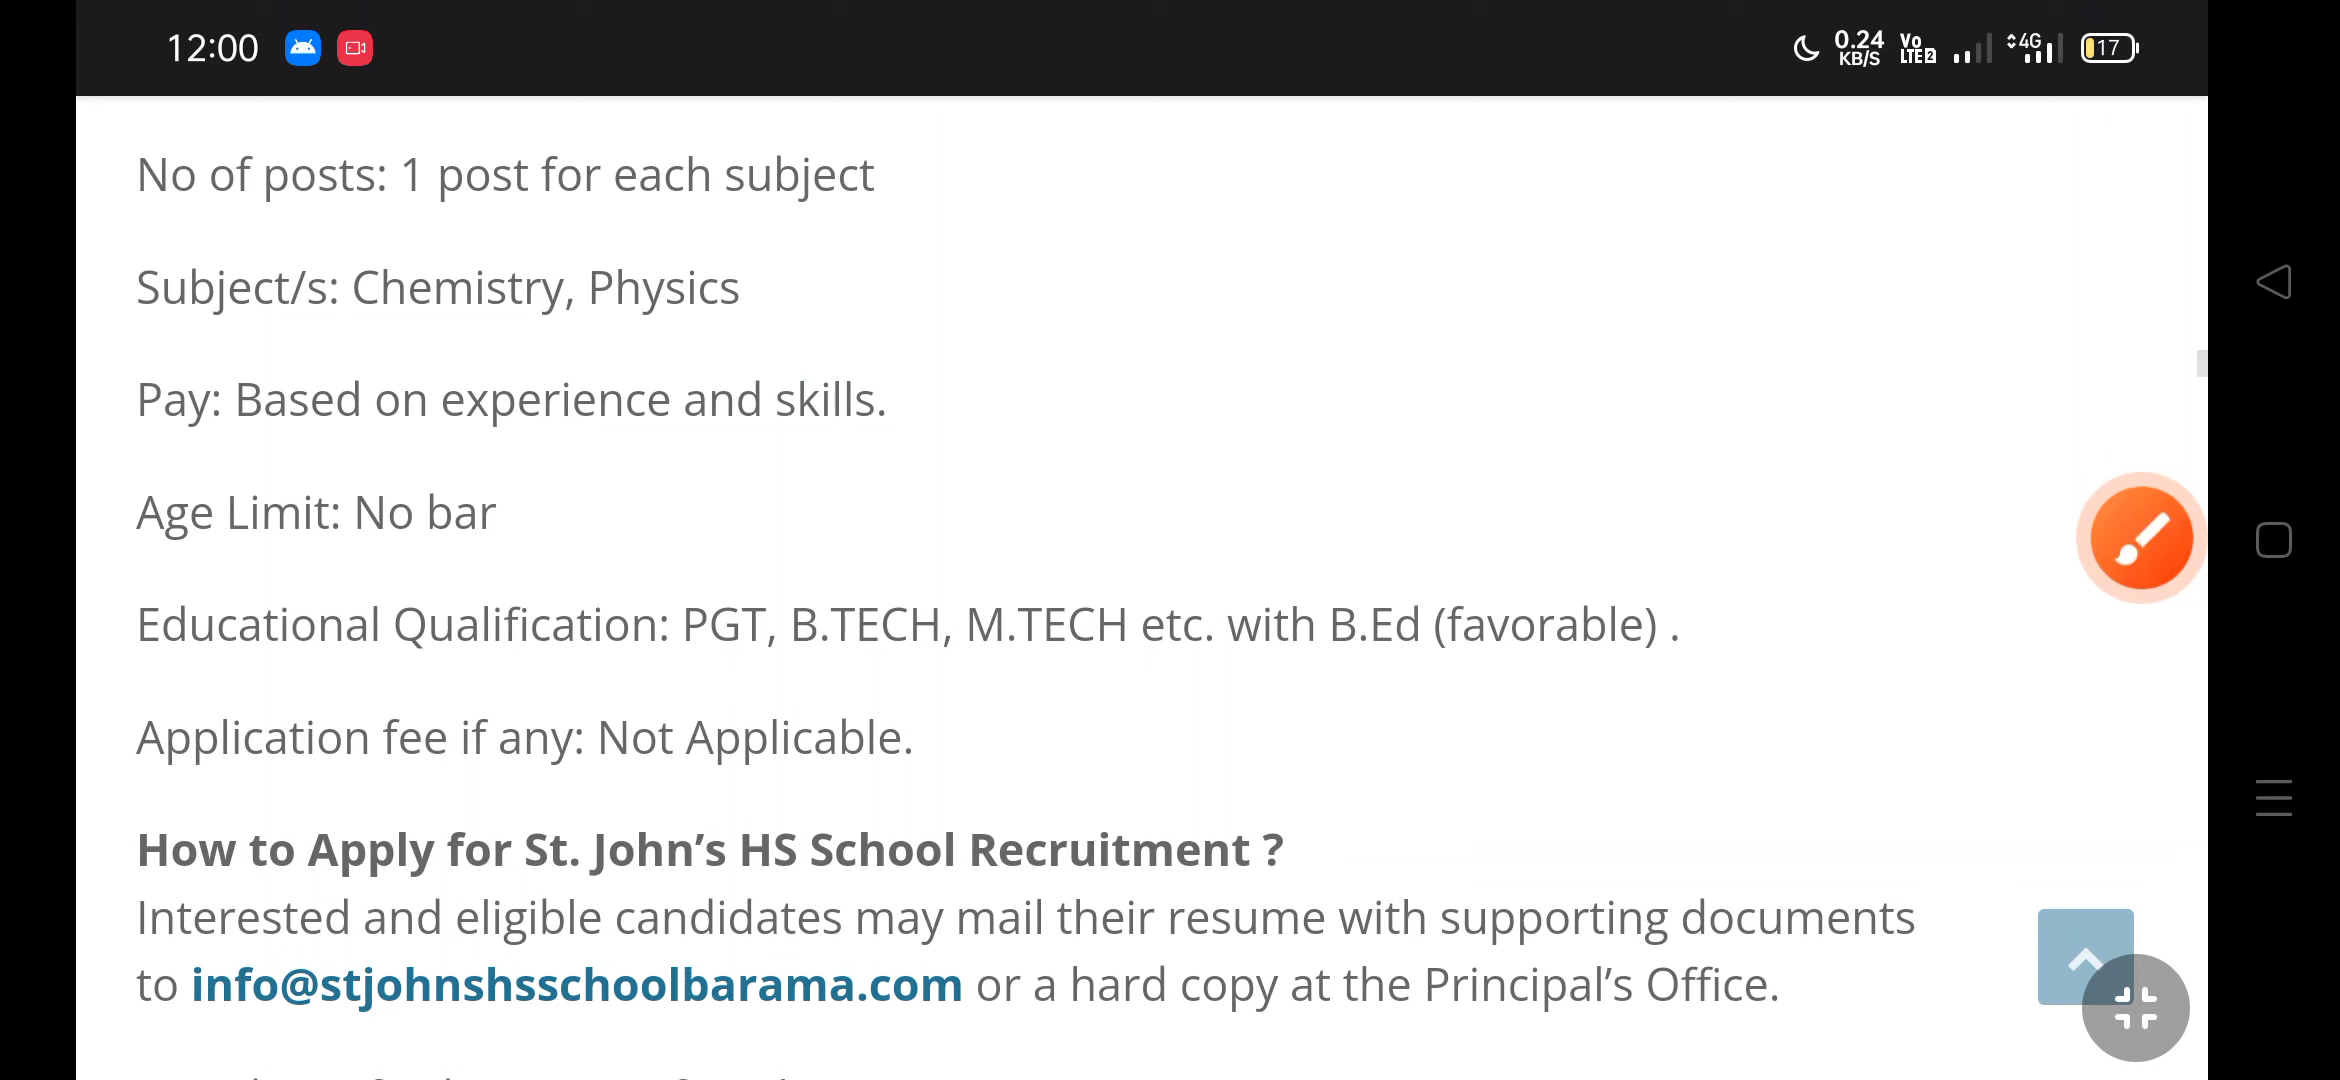 12:00
0.24
KB/S
Vo
LTE 2
4G
17
No of posts: 1 post for each subject
Subject/s: Chemistry, Physics
Pay: Based on experience and skills.
Age Limit: No bar
Educational Qualification: PGT, B.TECH, M.TECH etc. with B.Ed (favorable) .
Application fee if any: Not Applicable.
How to Apply for St. John’s HS School Recruitment ?
Interested and eligible candidates may mail their resume with supporting documents
to info@stjohnshsschoolbarama.com or a hard copy at the Principal’s Office.